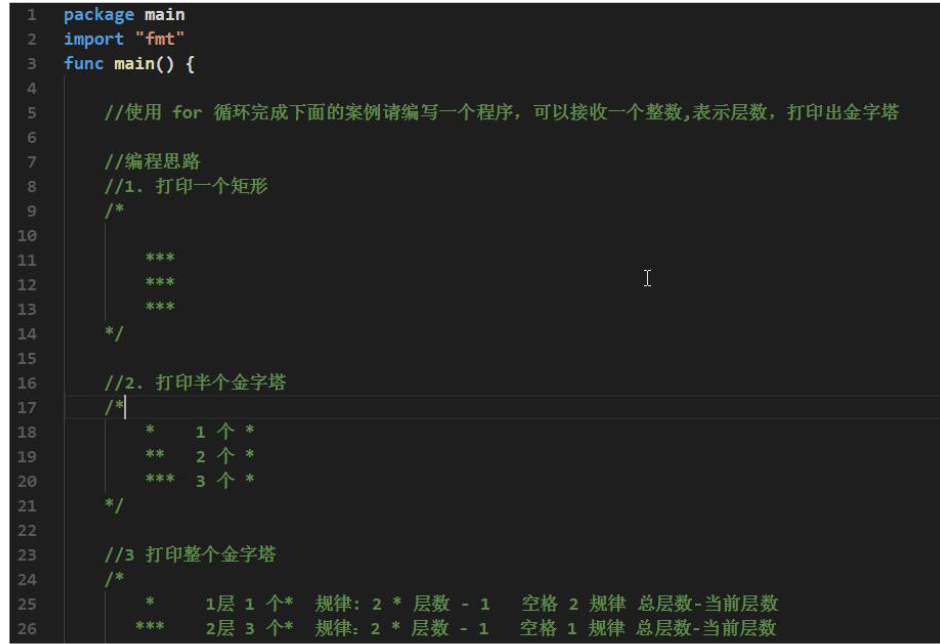 1 package main
2 import "fmt"
3 func main() {
4
5 //使用 for 循环完成下面的案例请编写一个程序，可以接收一个整数,表示层数，打印出金字塔
6
7 //编程思路
8 //1. 打印一个矩形
9 /*
10
11 ***
12 ***
13 ***
14 */
15
16 //2. 打印半个金字塔
17 /*
18 * 1 个 *
19 ** 2 个 *
20 *** 3 个 *
21 */
22
23 //3 打印整个金字塔
24 /*
25 * 1层 1 个* 规律: 2 * 层数 - 1 空格 2 规律 总层数-当前层数
26 *** 2层 3 个* 规律: 2 * 层数 - 1 空格 1 规律 总层数-当前层数